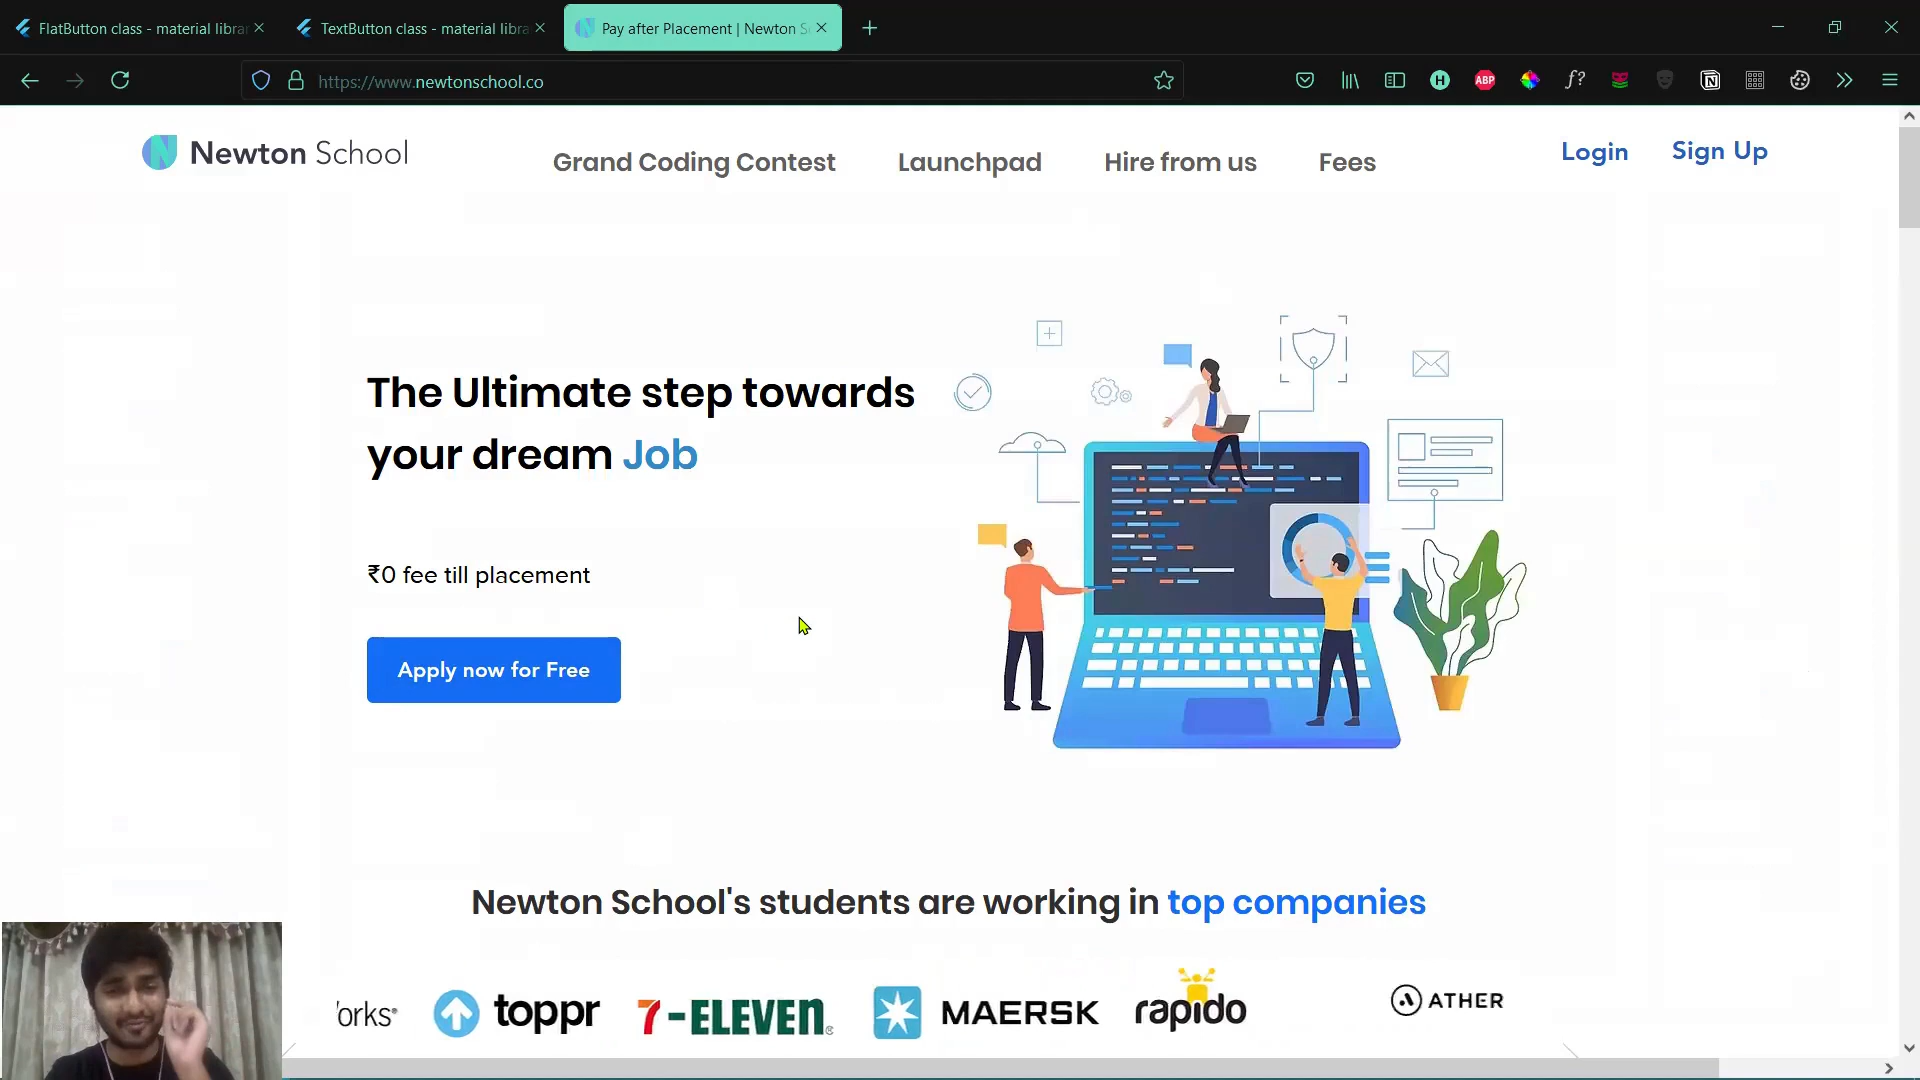 FlatButton class - material librar
TextButton class - material libra
Pay after Placement | Newton S
https://www.newtonschool.co
H
ABP
f?
N
Newton School
Grand Coding Contest
Launchpad
Hire from us
Fees
Login
Sign Up
The Ultimate step towards
your dream Job
₹0 fee till placement
Apply now for Free
Newton School's students are working in top companies
orks
toppr
7-ELEVEN
MAERSK
rapido
ATHER